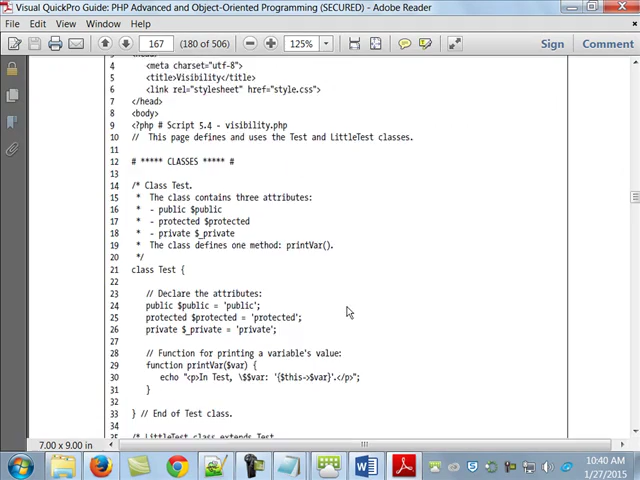 Visual QuickPro Guide: PHP Advanced and Object-Oriented Programming (SECURED) - Adobe Reader
File Edit View Window Help
167 (180 of 506) 125% Sign Comment
4 <meta charset="utf-8">
5 <title>Visibility</title>
6 <link rel="stylesheet" href="style.css">
7 </head>
8 <body>
9 <?php # Script 5.4 - visibility.php
10 // This page defines and uses the Test and LittleTest classes.
11
12 # ***** CLASSES ***** #
13
14 /* Class Test.
15 * The class contains three attributes:
16 * - public $public
17 * - protected $protected
18 * - private $_private
19 * The class defines one method: printVar().
20 */
21 class Test {
22
23 // Declare the attributes:
24 public $public = 'public';
25 protected $protected = 'protected';
26 private $_private = 'private';
27
28 // Function for printing a variable's value:
29 function printVar($var) {
30 echo "<p>In Test, \$$var: '{$this->$var}'.</p>";
31 }
32
33 } // End of Test class.
34
35 /* LittleTest class extends Test.
7.00 x 9.00 in
10:40 AM
1/27/2015